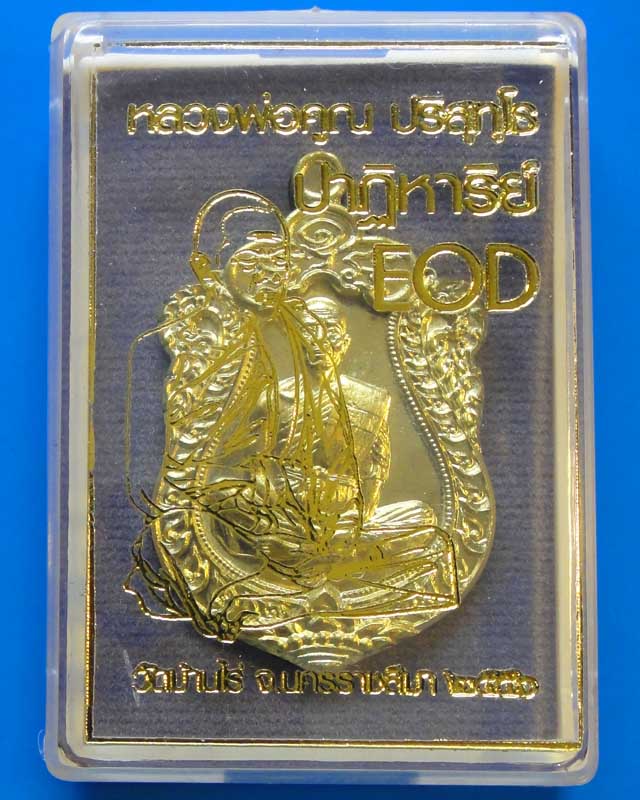 หลวงพ่อคูณ ปริสุทฺโธ
ปาฏิหาริย์
EOD
วัดบ้านไร่ จ.นครราชสีมา ๒๕๕๖